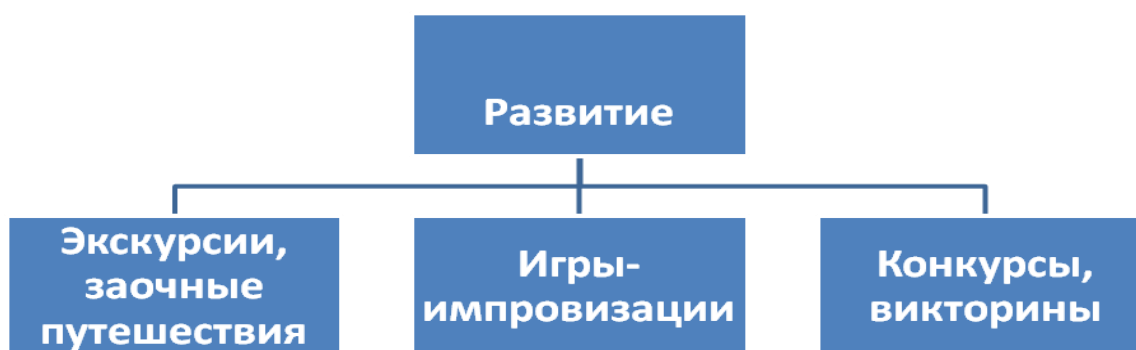 Развитие
Экскурсии,
заочные
путешествия
Игры-
импровизации
Конкурсы,
викторины